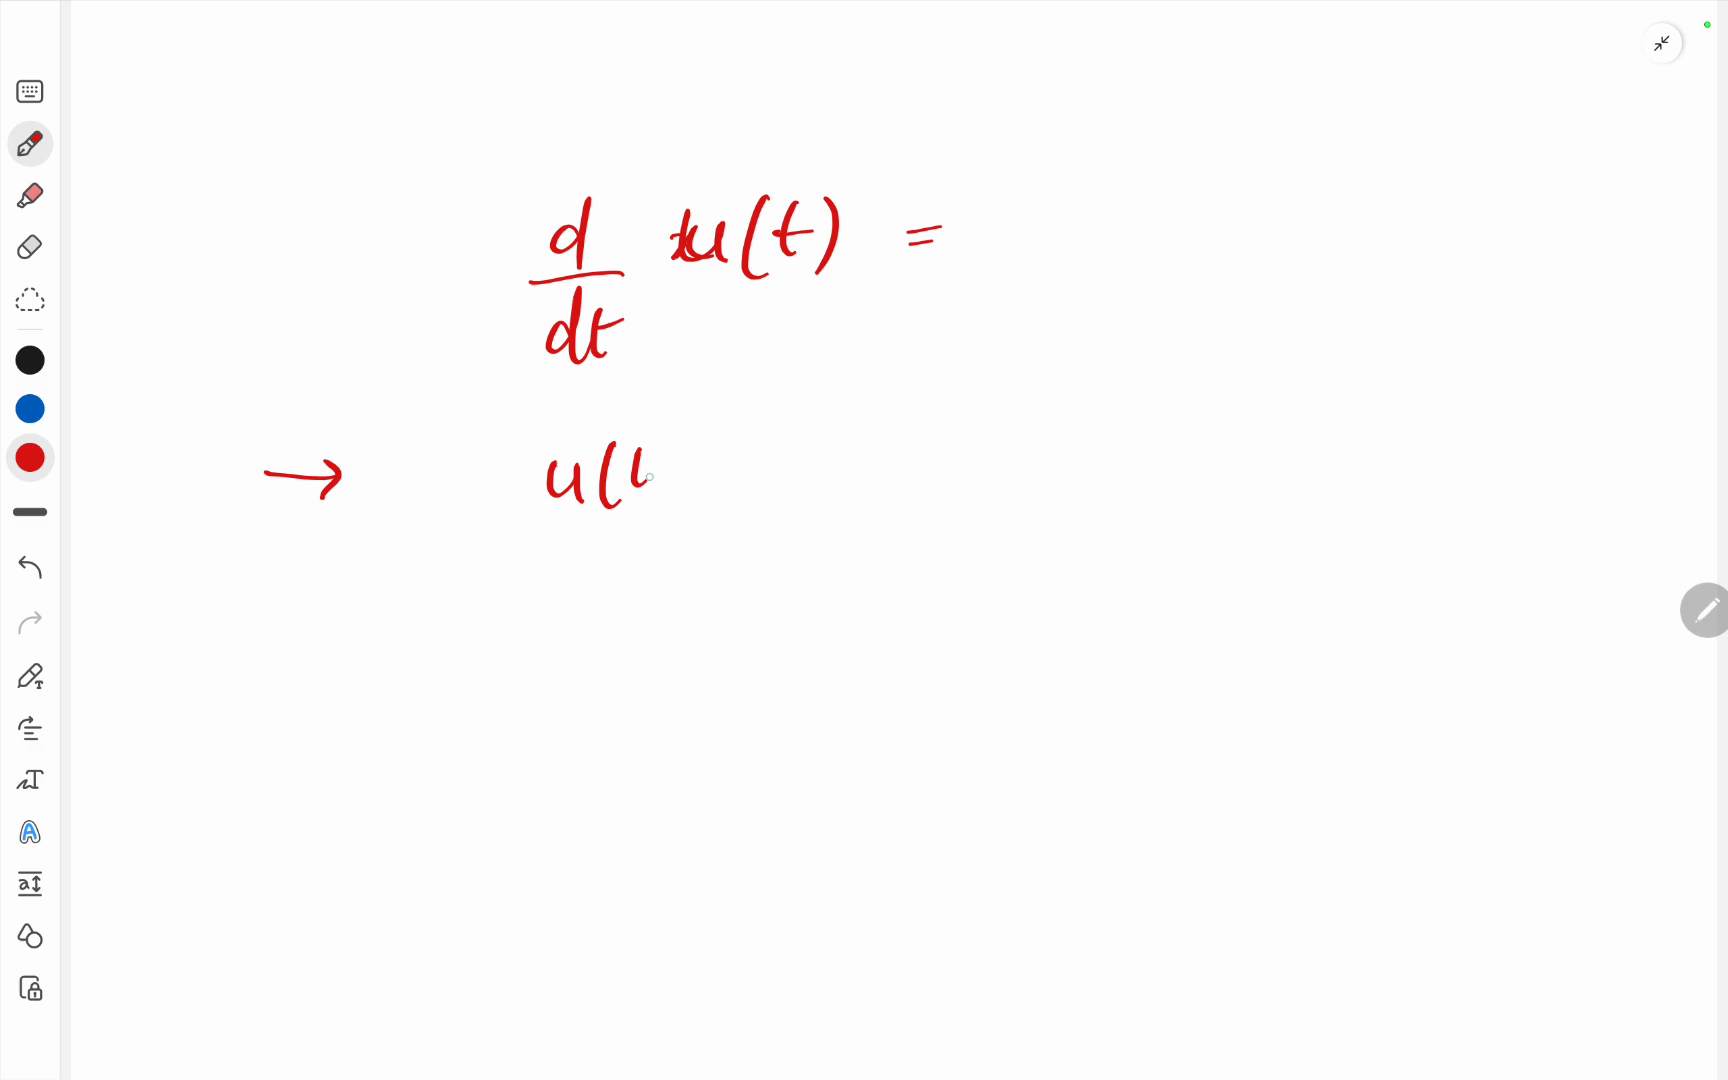 d
dt u(t) =
→ u(